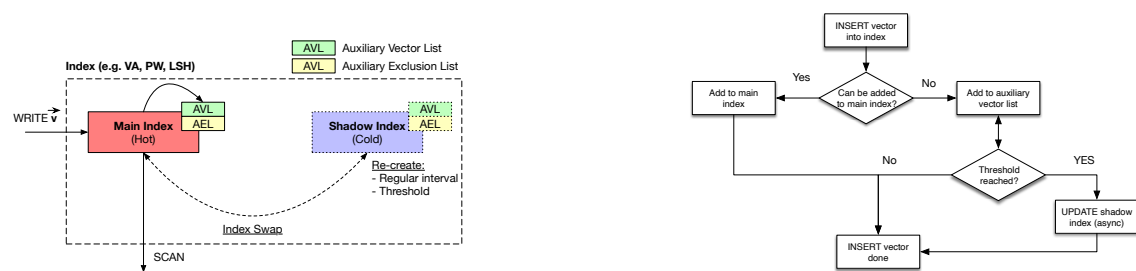 AVL Auxiliary Vector List
AVL Auxiliary Exclusion List
Index (e.g. VA, PW, LSH)
WRITE v
AVL
AEL
Main Index
(Hot)
AVL
AEL
Shadow Index
(Cold)
Re-create:
- Regular interval
- Threshold
Index Swap
SCAN
INSERT vector
into index
Can be added
to main index?
Yes
No
Add to main
index
Add to auxiliary
vector list
Threshold
reached?
No
YES
UPDATE shadow
index (async)
INSERT vector
done